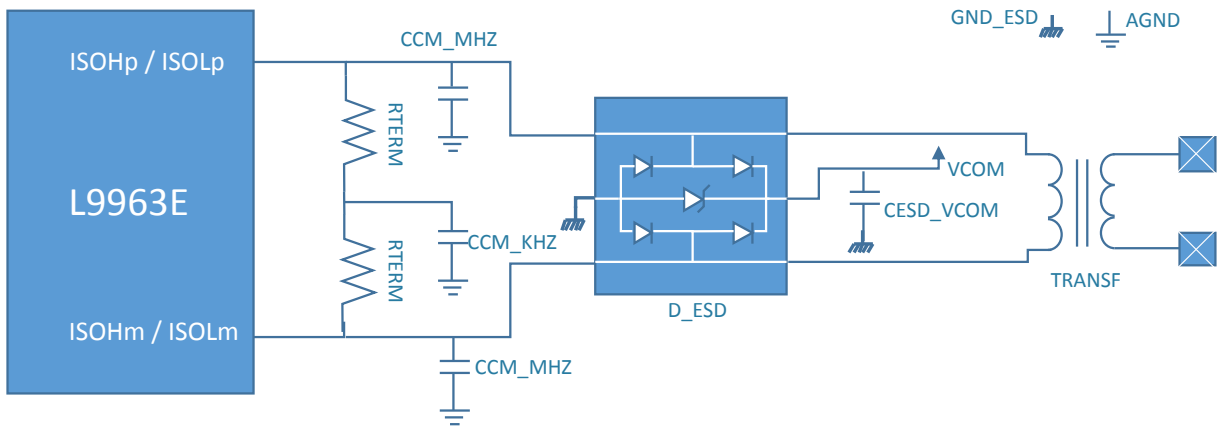 GND_ESD
AGND
CCM_MHZ
ISOHp / ISOLp
RTERM
VCOM
L9963E
CESD_VCOM
CCM_KHZ
RTERM
TRANSF
D_ESD
ISOHm / ISOLm
CCM_MHZ